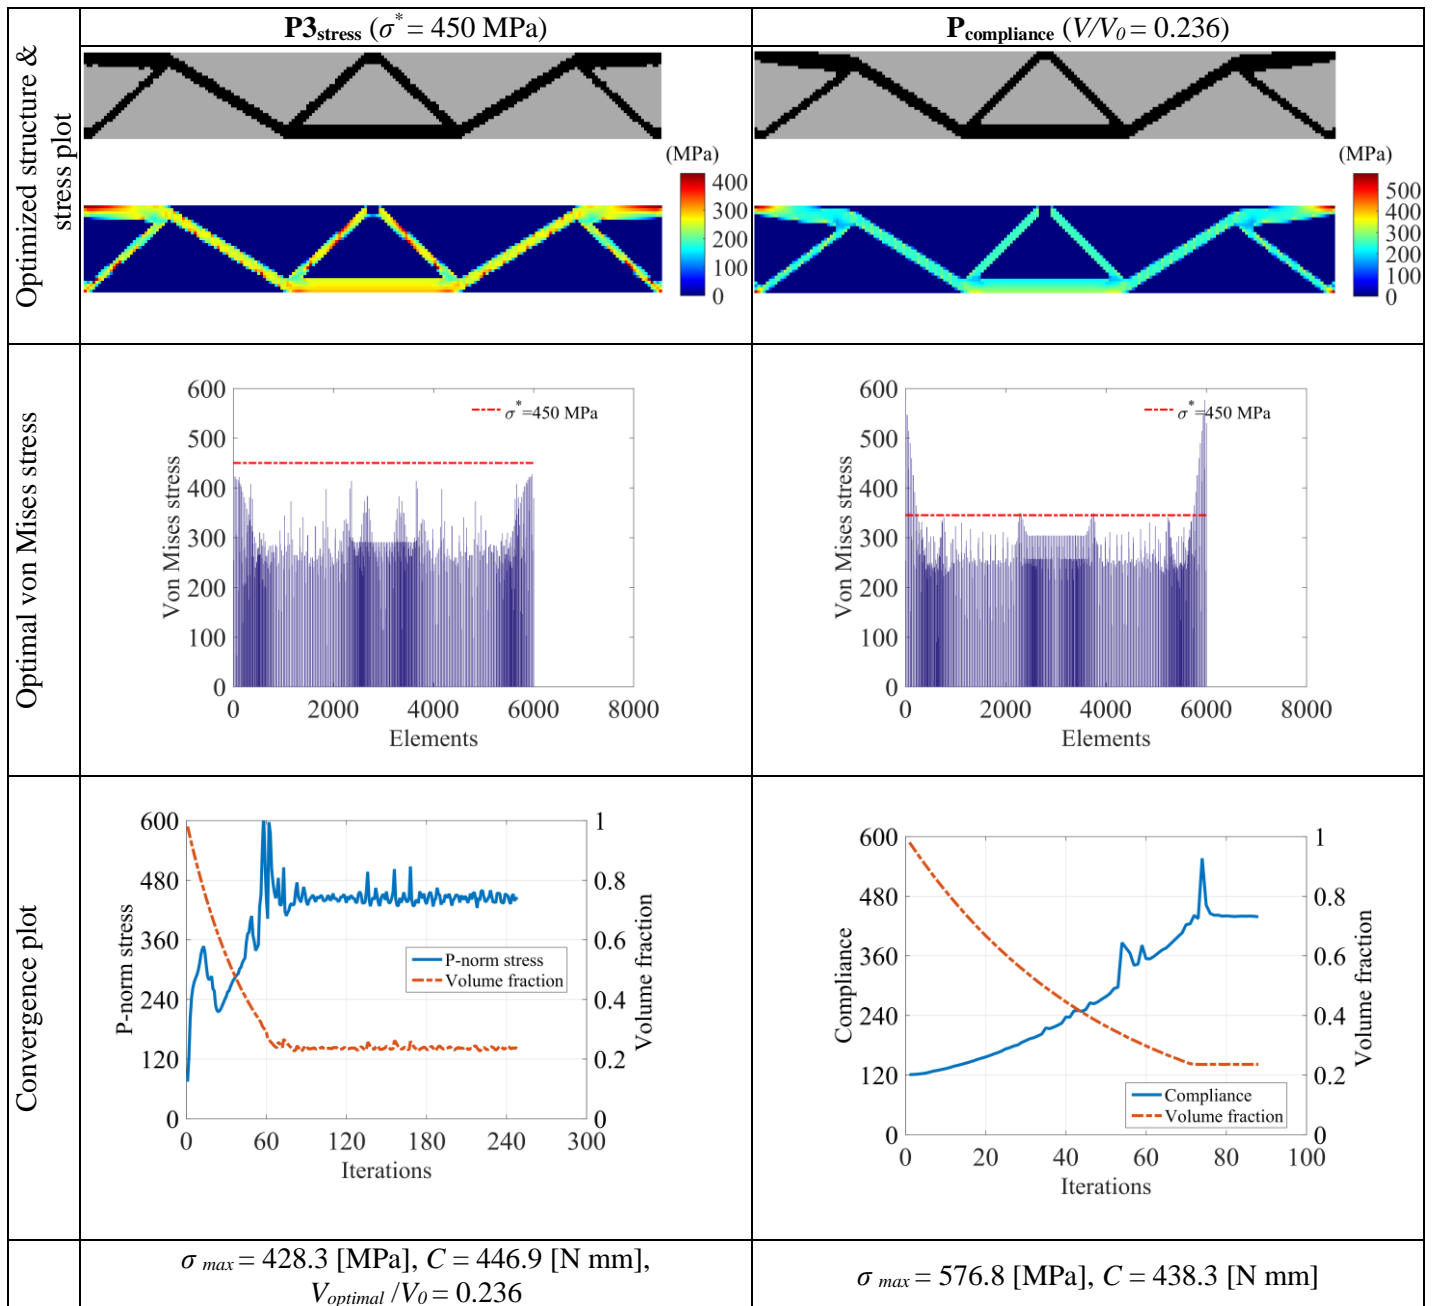 P3stress (σ* = 450 MPa)
Pcompliance (V/V0 = 0.236)
Optimized structure &
stress plot
(MPa)
400
300
200
100
0
(MPa)
500
400
300
200
100
0
Optimal von Mises stress
600
500
400
300
200
100
0
Von Mises stress
σ*=450 MPa
0 2000 4000 6000 8000
Elements
600
500
400
300
200
100
0
Von Mises stress
σ*=450 MPa
0 2000 4000 6000 8000
Elements
Convergence plot
600
480
360
240
120
0
P-norm stress
P-norm stress
Volume fraction
1
0.8
0.6
0.4
0.2
0
Volume fraction
0 60 120 180 240 300
Iterations
600
480
360
240
120
0
Compliance
Compliance
Volume fraction
1
0.8
0.6
0.4
0.2
0
Volume fraction
0 20 40 60 80 100
Iterations
σ max = 428.3 [MPa], C = 446.9 [N mm],
Voptimal /V0 = 0.236
σ max = 576.8 [MPa], C = 438.3 [N mm]